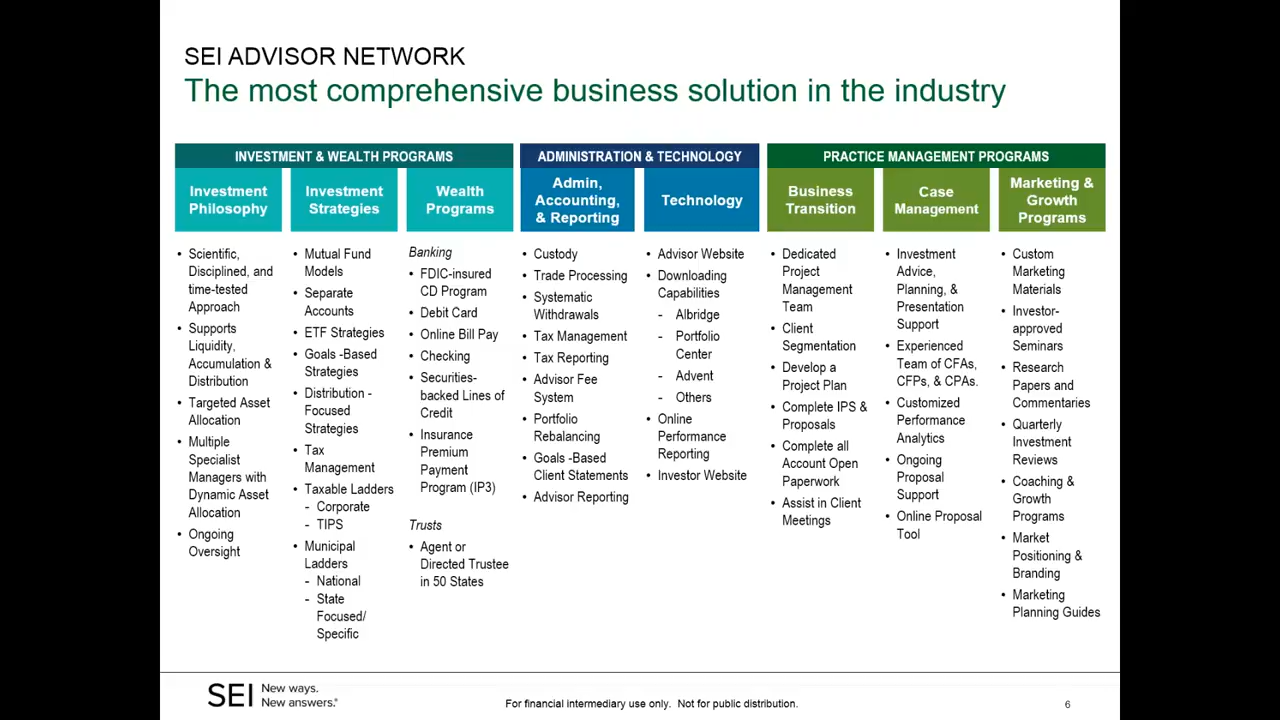 SEI ADVISOR NETWORK
The most comprehensive business solution in the industry
INVESTMENT & WEALTH PROGRAMS
Investment
Philosophy
• Scientific,
Disciplined, and
time-tested
Approach
• Supports
Liquidity,
Accumulation &
Distribution
• Targeted Asset
Allocation
• Multiple
Specialist
Managers with
Dynamic Asset
Allocation
• Ongoing
Oversight
Investment
Strategies
• Mutual Fund
Models
• Separate
Accounts
• ETF Strategies
• Goals -Based
Strategies
• Distribution -
Focused
Strategies
• Tax
Management
• Taxable Ladders
- Corporate
- TIPS
• Municipal
Ladders
- National
- State
Focused/
Specific
Wealth
Programs
Banking
• FDIC-insured
CD Program
• Debit Card
• Online Bill Pay
• Checking
• Securities-
backed Lines of
Credit
• Insurance
Premium
Payment
Program (IP3)
Trusts
• Agent or
Directed Trustee
in 50 States
ADMINISTRATION & TECHNOLOGY
Admin,
Accounting,
& Reporting
• Custody
• Trade Processing
• Systematic
Withdrawals
• Tax Management
• Tax Reporting
• Advisor Fee
System
• Portfolio
Rebalancing
• Goals -Based
Client Statements
• Advisor Reporting
Technology
• Advisor Website
• Downloading
Capabilities
- Albridge
- Portfolio
Center
- Advent
- Others
• Online
Performance
Reporting
• Investor Website
PRACTICE MANAGEMENT PROGRAMS
Business
Transition
• Dedicated
Project
Management
Team
• Client
Segmentation
• Develop a
Project Plan
• Complete IPS &
Proposals
• Complete all
Account Open
Paperwork
• Assist in Client
Meetings
Case
Management
• Investment
Advice,
Planning, &
Presentation
Support
• Experienced
Team of CFAs,
CFPs, & CPAs.
• Customized
Performance
Analytics
• Ongoing
Proposal
Support
• Online Proposal
Tool
Marketing &
Growth
Programs
• Custom
Marketing
Materials
• Investor-
approved
Seminars
• Research
Papers and
Commentaries
• Quarterly
Investment
Reviews
• Coaching &
Growth
Programs
• Market
Positioning &
Branding
• Marketing
Planning Guides
SEI
New ways.
New answers.®
For financial intermediary use only. Not for public distribution.
6